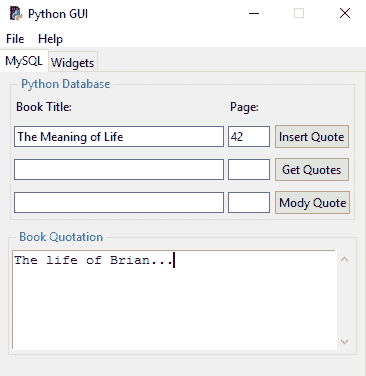 Python GUI
File Help
MySQL Widgets
Python Database
Book Title: Page:
The Meaning of Life 42 Insert Quote
Get Quotes
Mody Quote
Book Quotation
The life of Brian...